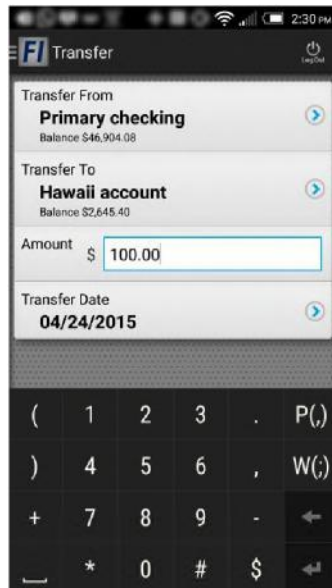 2:30 PM
FI Transfer
Log Out
Transfer From
Primary checking
Balance $46,904.08
Transfer To
Hawaii account
Balance $2,645.40
Amount $ 100.00
Transfer Date
04/24/2015
( 1 2 3 . P(,)
) 4 5 6 , W(;)
+ 7 8 9 -
* 0 # $